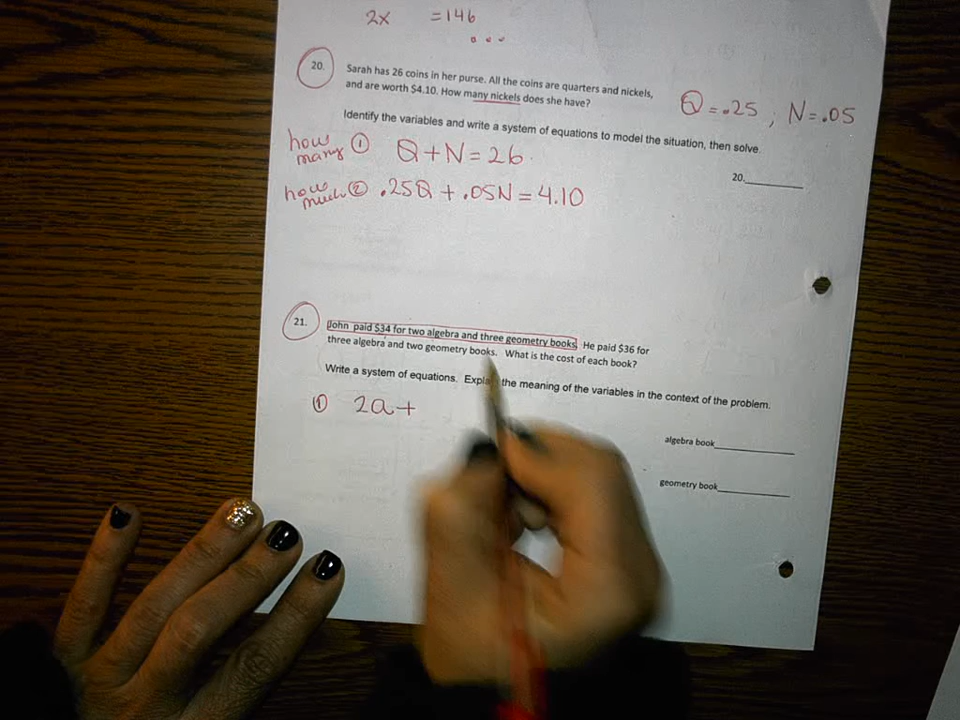 2x = 146
20. Sarah has 26 coins in her purse. All the coins are quarters and nickels,
and are worth $4.10. How many nickels does she have?
Q = .25 , N = .05
Identify the variables and write a system of equations to model the situation, then solve.
how many ① Q + N = 26.
20.________
how much ② .25Q + .05N = 4.10
21. John paid $34 for two algebra and three geometry books. He paid $36 for
three algebra and two geometry books. What is the cost of each book?
Write a system of equations. Explain the meaning of the variables in the context of the problem.
① 2a +
algebra book____________
geometry book____________